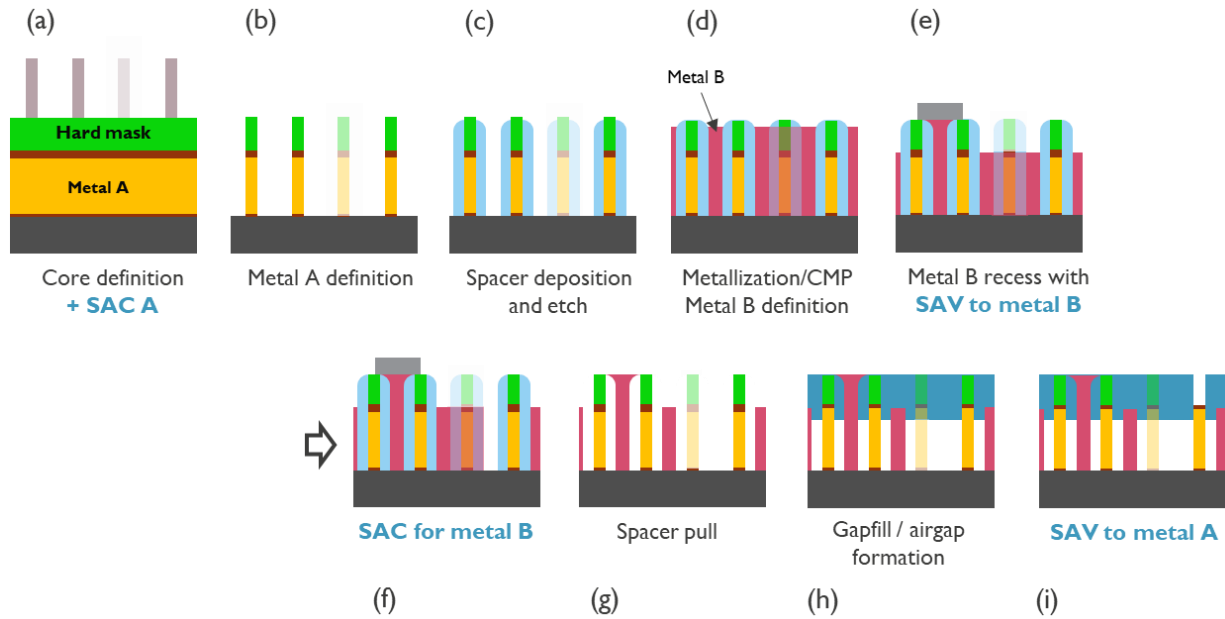 (a)
(b)
(c)
(d)
(e)
Metal B
Hard mask
Metal A
Core definition
+ SAC A
Metal A definition
Spacer deposition
and etch
Metallization/CMP
Metal B definition
Metal B recess with
SAV to metal B
SAC for metal B
Spacer pull
Gapfill / airgap
formation
SAV to metal A
(f)
(g)
(h)
(i)